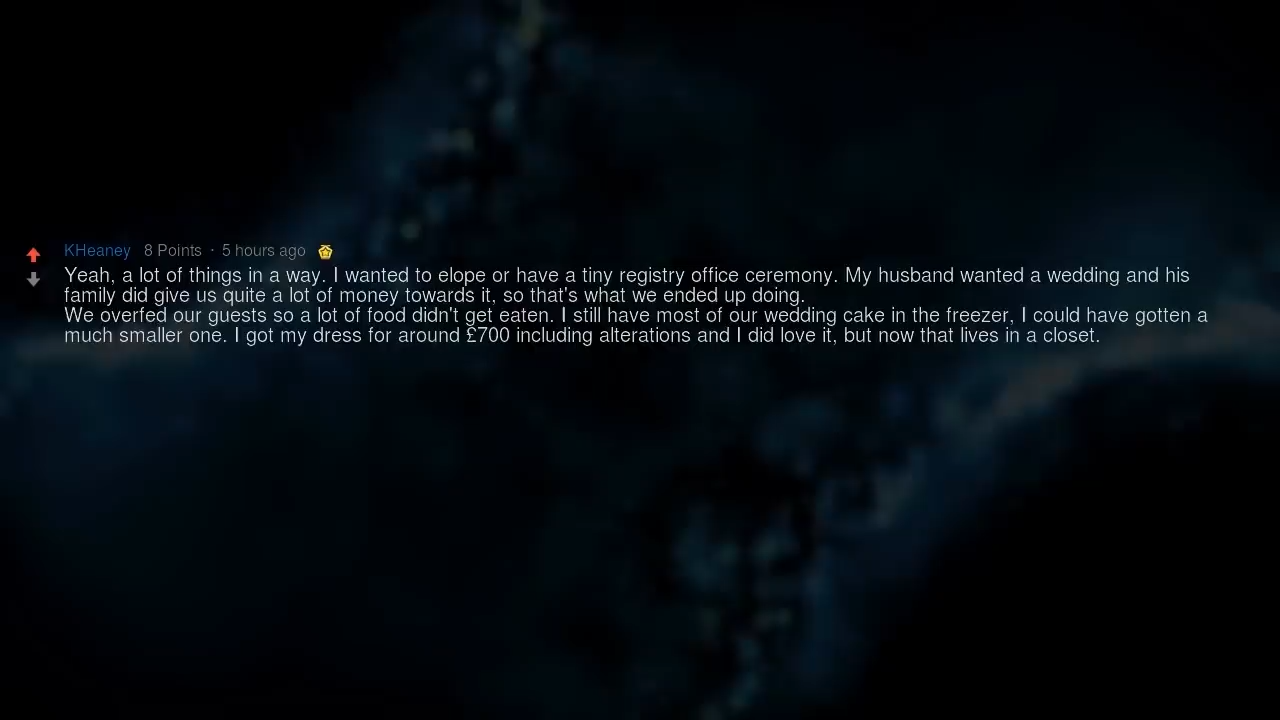 KHeaney 8 Points · 5 hours ago
Yeah, a lot of things in a way. I wanted to elope or have a tiny registry office ceremony. My husband wanted a wedding and his
family did give us quite a lot of money towards it, so that's what we ended up doing.
We overfed our guests so a lot of food didn't get eaten. I still have most of our wedding cake in the freezer, I could have gotten a
much smaller one. I got my dress for around £700 including alterations and I did love it, but now that lives in a closet.